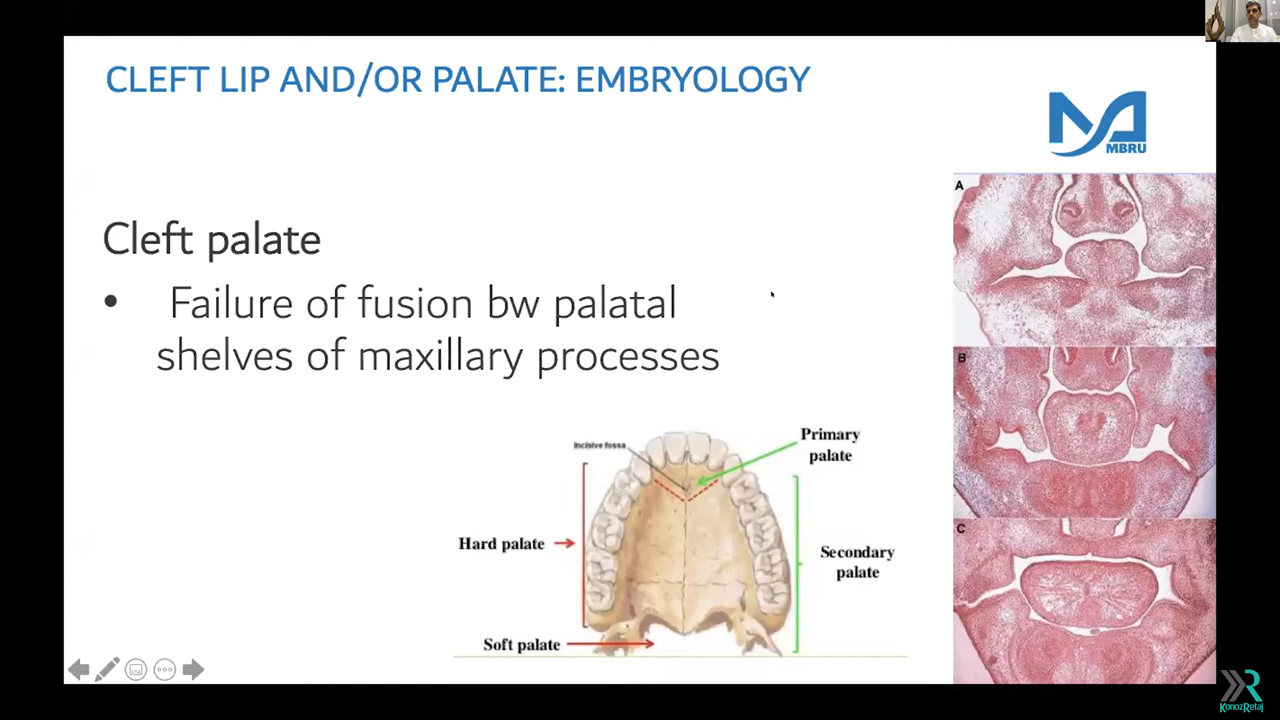 CLEFT LIP AND/OR PALATE: EMBRYOLOGY
MBRU
Cleft palate
• Failure of fusion bw palatal
shelves of maxillary processes
Incisive fossa
Primary
palate
Hard palate
Secondary
palate
Soft palate
A
B
C
KonozRetaj